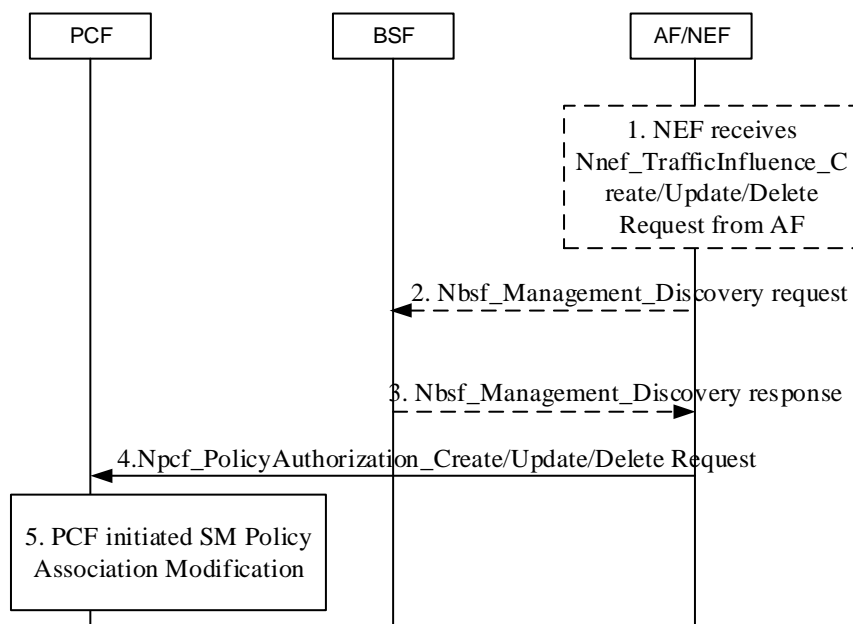 PCF
BSF
AF/NEF
1. NEF receives
Nnef_TrafficInfluence_C
reate/Update/Delete
Request from AF
2. Nbsf_Management_Discovery request
3. Nbsf_Management_Discovery response
4.Npcf_PolicyAuthorization_Create/Update/Delete Request
5. PCF initiated SM Policy
Association Modification